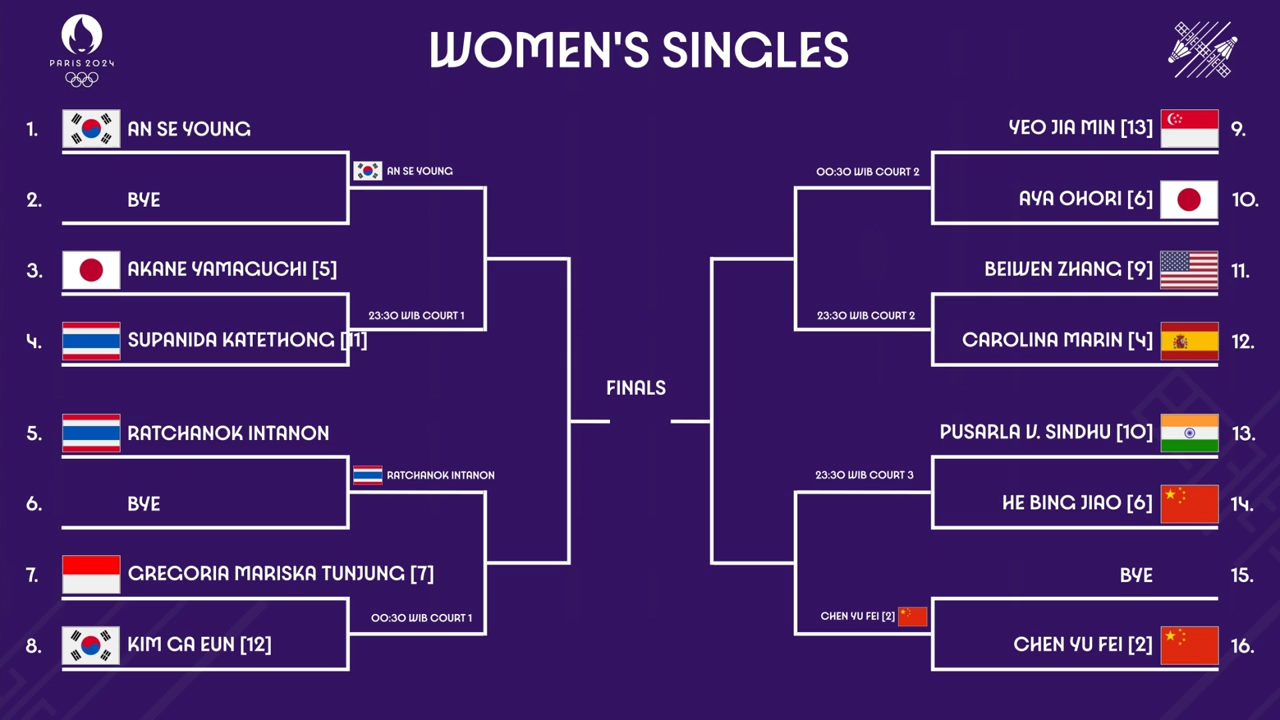 PARIS 2024
WOMEN'S SINGLES
1. AN SE YOUNG
2. BYE
AN SE YOUNG
3. AKANE YAMAGUCHI [5]
4. SUPANIDA KATETHONG [11]
23:30 WIB COURT 1
5. RATCHANOK INTANON
6. BYE
RATCHANOK INTANON
7. GREGORIA MARISKA TUNJUNG [7]
8. KIM GA EUN [12]
00:30 WIB COURT 1
FINALS
YEO JIA MIN [13] 9.
AYA OHORI [6] 10.
00:30 WIB COURT 2
BEIWEN ZHANG [9] 11.
CAROLINA MARIN [4] 12.
23:30 WIB COURT 2
PUSARLA V. SINDHU [10] 13.
HE BING JIAO [6] 14.
23:30 WIB COURT 3
BYE 15.
CHEN YU FEI [2] 16.
CHEN YU FEI [2]